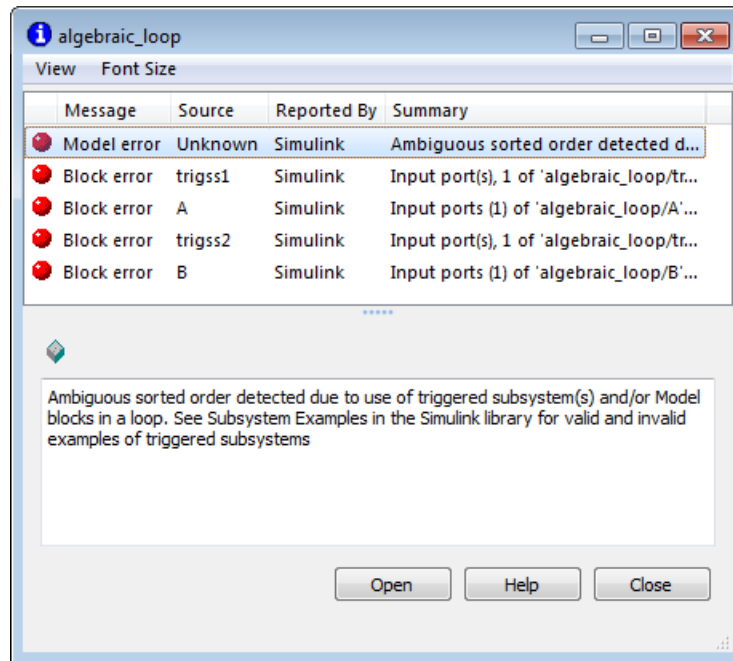 algebraic_loop
View Font Size
Message Source Reported By Summary
Model error Unknown Simulink Ambiguous sorted order detected d...
Block error trigss1 Simulink Input port(s), 1 of 'algebraic_loop/tr...
Block error A Simulink Input ports (1) of 'algebraic_loop/A'...
Block error trigss2 Simulink Input port(s), 1 of 'algebraic_loop/tr...
Block error B Simulink Input ports (1) of 'algebraic_loop/B'...
Ambiguous sorted order detected due to use of triggered subsystem(s) and/or Model
blocks in a loop. See Subsystem Examples in the Simulink library for valid and invalid
examples of triggered subsystems
Open Help Close